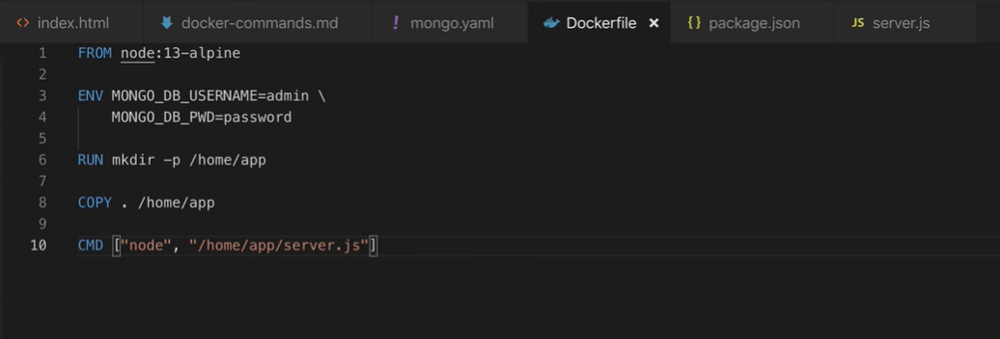 index.html docker-commands.md mongo.yaml Dockerfile × package.json server.js
1 FROM node:13-alpine
2
3 ENV MONGO_DB_USERNAME=admin \
4 MONGO_DB_PWD=password
5
6 RUN mkdir -p /home/app
7
8 COPY . /home/app
9
10 CMD ["node", "/home/app/server.js"]